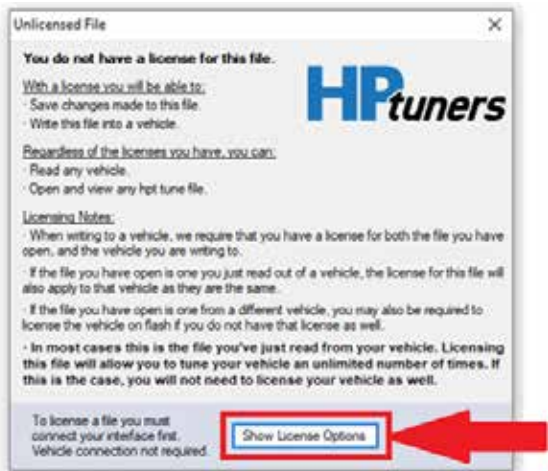 Unlicensed File
You do not have a license for this file.
HPtuners
With a license you will be able to:
· Save changes made to this file.
· Write this file into a vehicle.
Regardless of the licenses you have, you can:
· Read any vehicle.
· Open and view any hpt tune file.
Licensing Notes:
· When writing to a vehicle, we require that you have a license for both the file you have
open, and the vehicle you are writing to.
· If the file you have open is one you just read out of a vehicle, the license for this file will
also apply to that vehicle as they are the same.
· If the file you have open is one from a different vehicle, you may also be required to
license the vehicle on flash if you do not have that license as well.
· In most cases this is the file you've just read from your vehicle. Licensing
this file will allow you to tune your vehicle an unlimited number of times. If
this is the case, you will not need to license your vehicle as well.
To license a file you must
connect your interface first.
Vehicle connection not required.
Show License Options